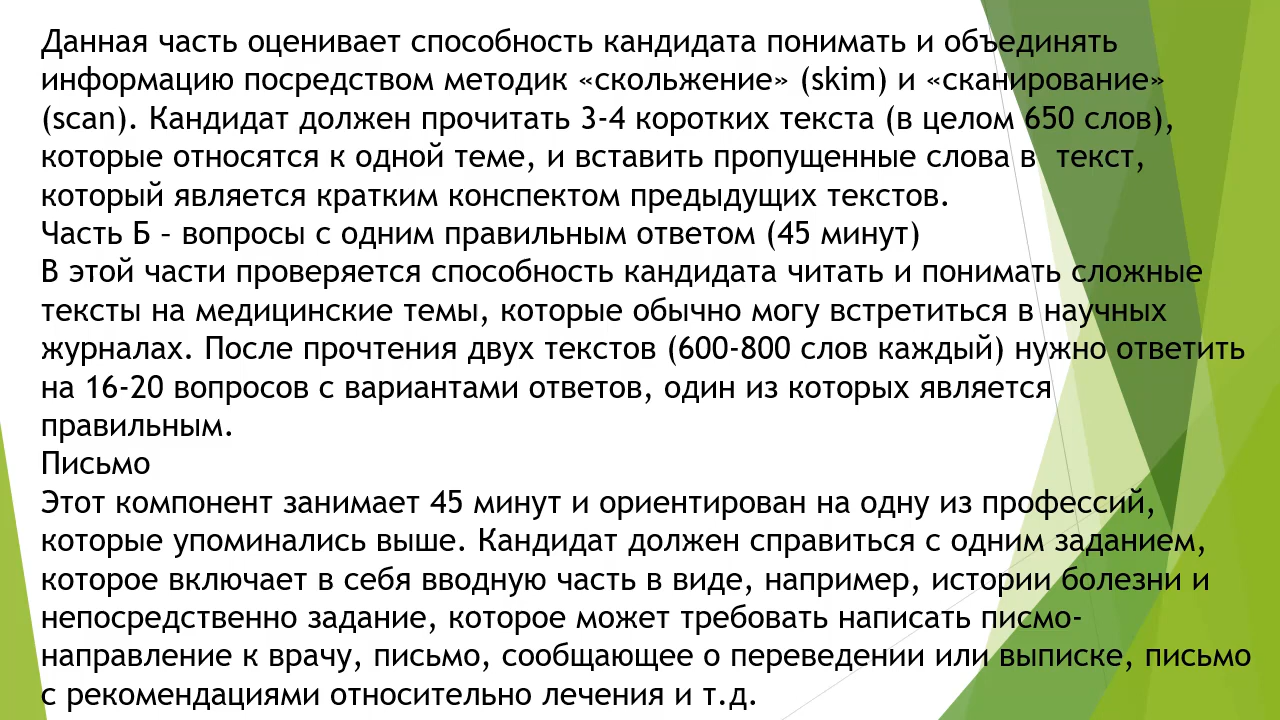 Данная часть оценивает способность кандидата понимать и объединять
информацию посредством методик «скольжение» (skim) и «сканирование»
(scan). Кандидат должен прочитать 3-4 коротких текста (в целом 650 слов),
которые относятся к одной теме, и вставить пропущенные слова в  текст,
который является кратким конспектом предыдущих текстов.
Часть Б – вопросы с одним правильным ответом (45 минут)
В этой части проверяется способность кандидата читать и понимать сложные
тексты на медицинские темы, которые обычно могу встретиться в научных
журналах. После прочтения двух текстов (600-800 слов каждый) нужно ответить
на 16-20 вопросов с вариантами ответов, один из которых является
правильным.
Письмо
Этот компонент занимает 45 минут и ориентирован на одну из профессий,
которые упоминались выше. Кандидат должен справиться с одним заданием,
которое включает в себя вводную часть в виде, например, истории болезни и
непосредственно задание, которое может требовать написать писмо-
направление к врачу, письмо, сообщающее о переведении или выписке, письмо
с рекомендациями относительно лечения и т.д.